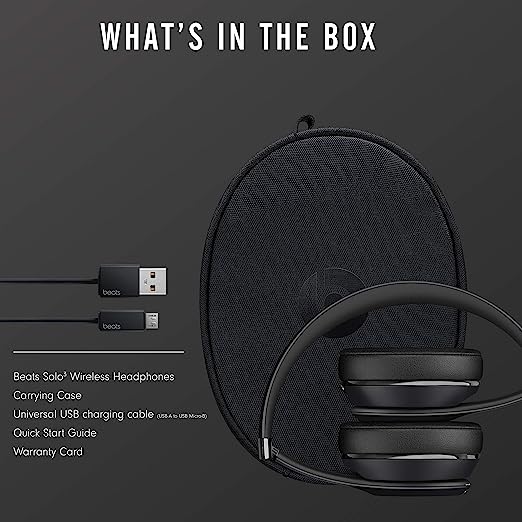 WHAT'S IN THE BOX
beats
beats
Beats Solo³ Wireless Headphones
Carrying Case
Universal USB charging cable (USB A to USB Micro B)
Quick Start Guide
Warranty Card